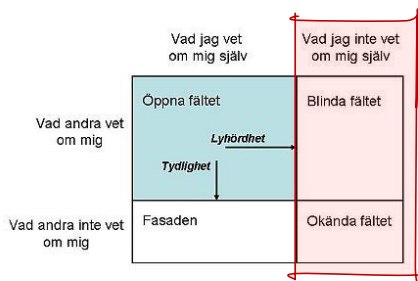 Vad jag vet
om mig själv
Vad jag inte vet
om mig själv
Vad andra vet
om mig
Öppna fältet
Blinda fältet
Lyhördhet
Tydlighet
Vad andra inte vet
om mig
Fasaden
Okända fältet